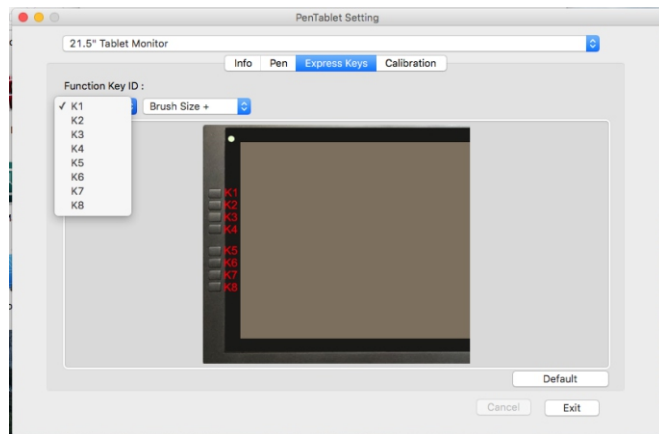 PenTablet Setting
21.5" Tablet Monitor
Info Pen Express Keys Calibration
Function Key ID :
✓ K1 Brush Size +
K2
K3
K4
K5
K6
K7
K8
K1
K2
K3
K4
K5
K6
K7
K8
Default
Cancel Exit